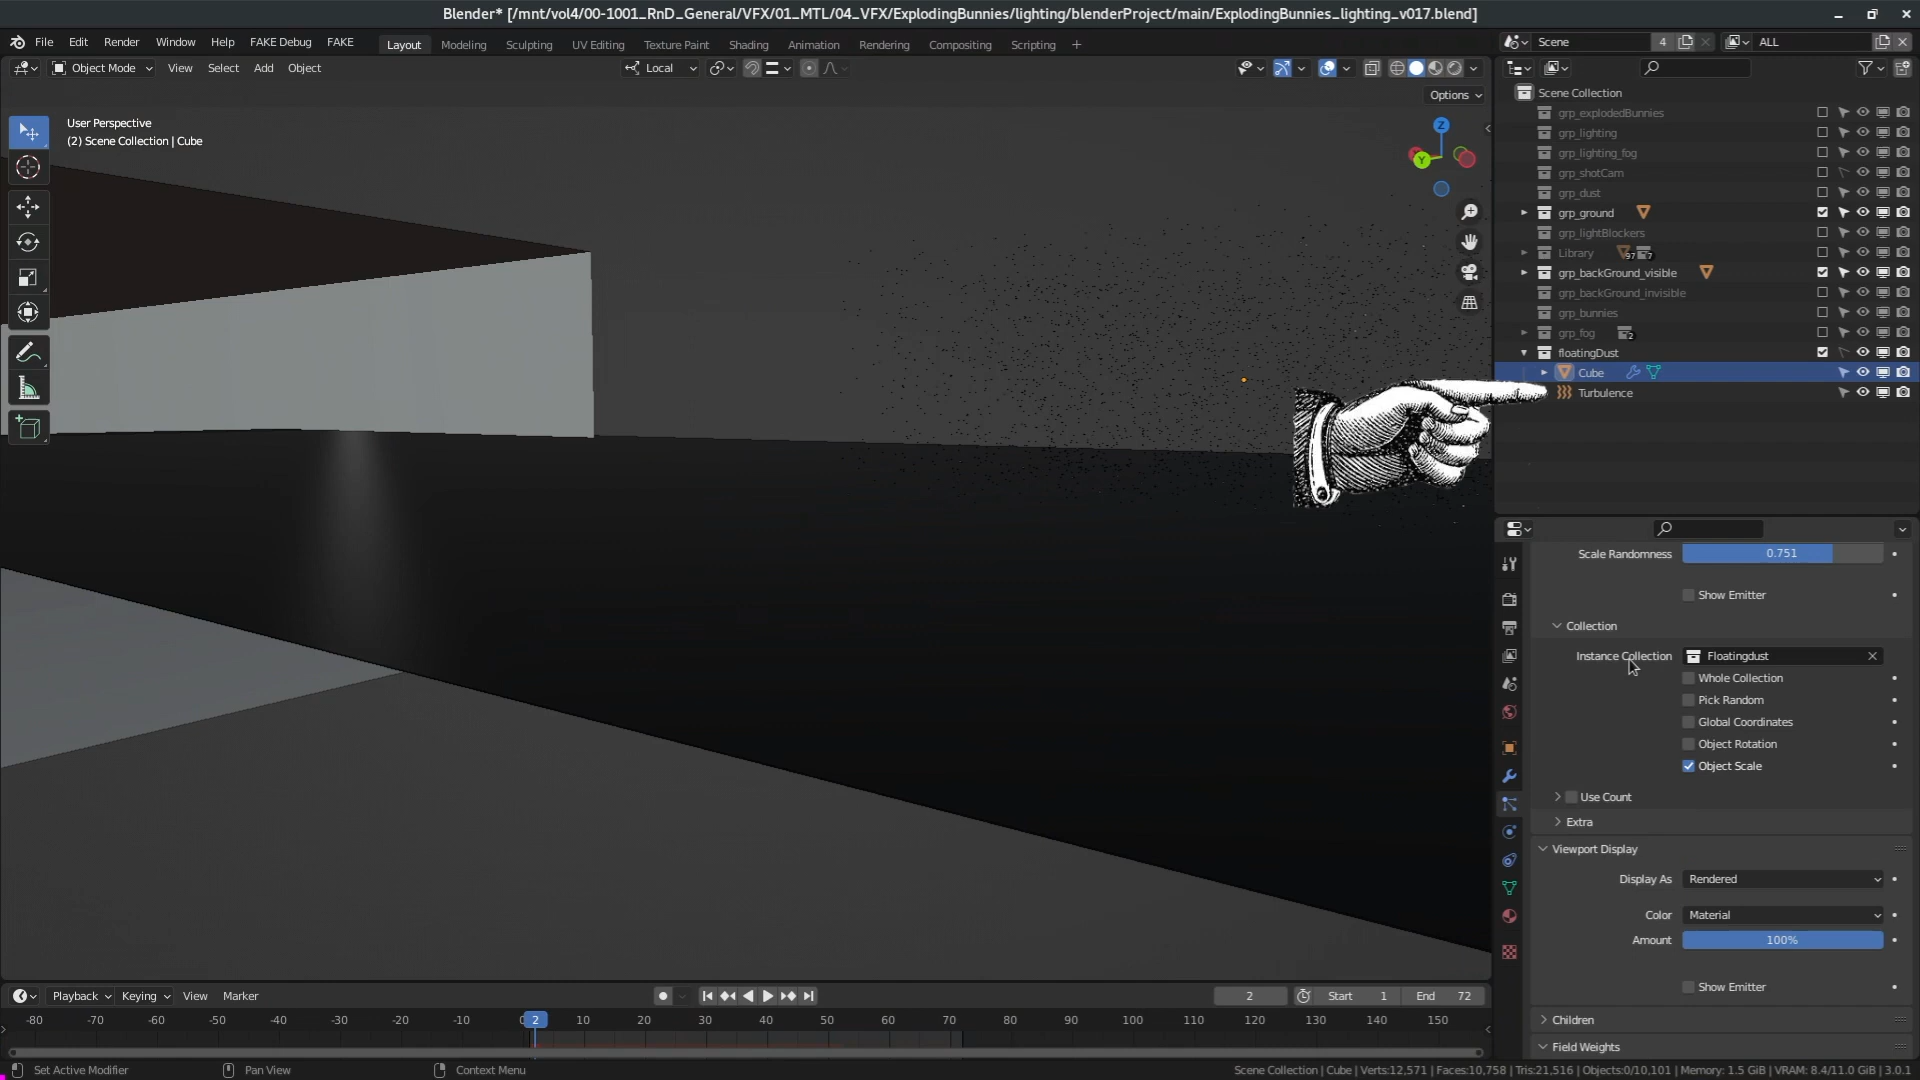 Blender* [/mnt/vol4/00-1001_RnD_General/VFX/01_MTL/04_VFX/ExplodingBunnies/lighting/blenderProject/main/ExplodingBunnies_lighting_v017.blend]
File Edit Render Window Help FAKE Debug FAKE Layout Modeling Sculpting UV Editing Texture Paint Shading Animation Rendering Compositing Scripting + Scene 4 ALL
Object Mode View Select Add Object Local
Options
User Perspective
(2) Scene Collection | Cube
Z
Y
Scene Collection
grp_explodedBunnies
grp_lighting
grp_lighting_fog
grp_shotCam
grp_dust
grp_ground
grp_lightBlockers
Library 97 7
grp_backGround_visible
grp_backGround_invisible
grp_bunnies
grp_fog 2
floatingDust
Cube
Turbulence
Scale Randomness 0.751
Show Emitter
Collection
Instance Collection Floatingdust
Whole Collection
Pick Random
Global Coordinates
Object Rotation
Object Scale
Use Count
Extra
Viewport Display
Display As Rendered
Color Material
Amount 100%
Show Emitter
Children
Field Weights
Playback Keying View Marker 2 Start 1 End 72
-80 -70 -60 -50 -40 -30 -20 -10 2 10 20 30 40 50 60 70 80 90 100 110 120 130 140 150
Set Active Modifier Pan View Context Menu Scene Collection | Cube | Verts:12,571 | Faces:10,758 | Tris:21,516 | Objects:0/10,101 | Memory: 1.5 GiB | VRAM: 8.4/11.0 GiB | 3.0.1